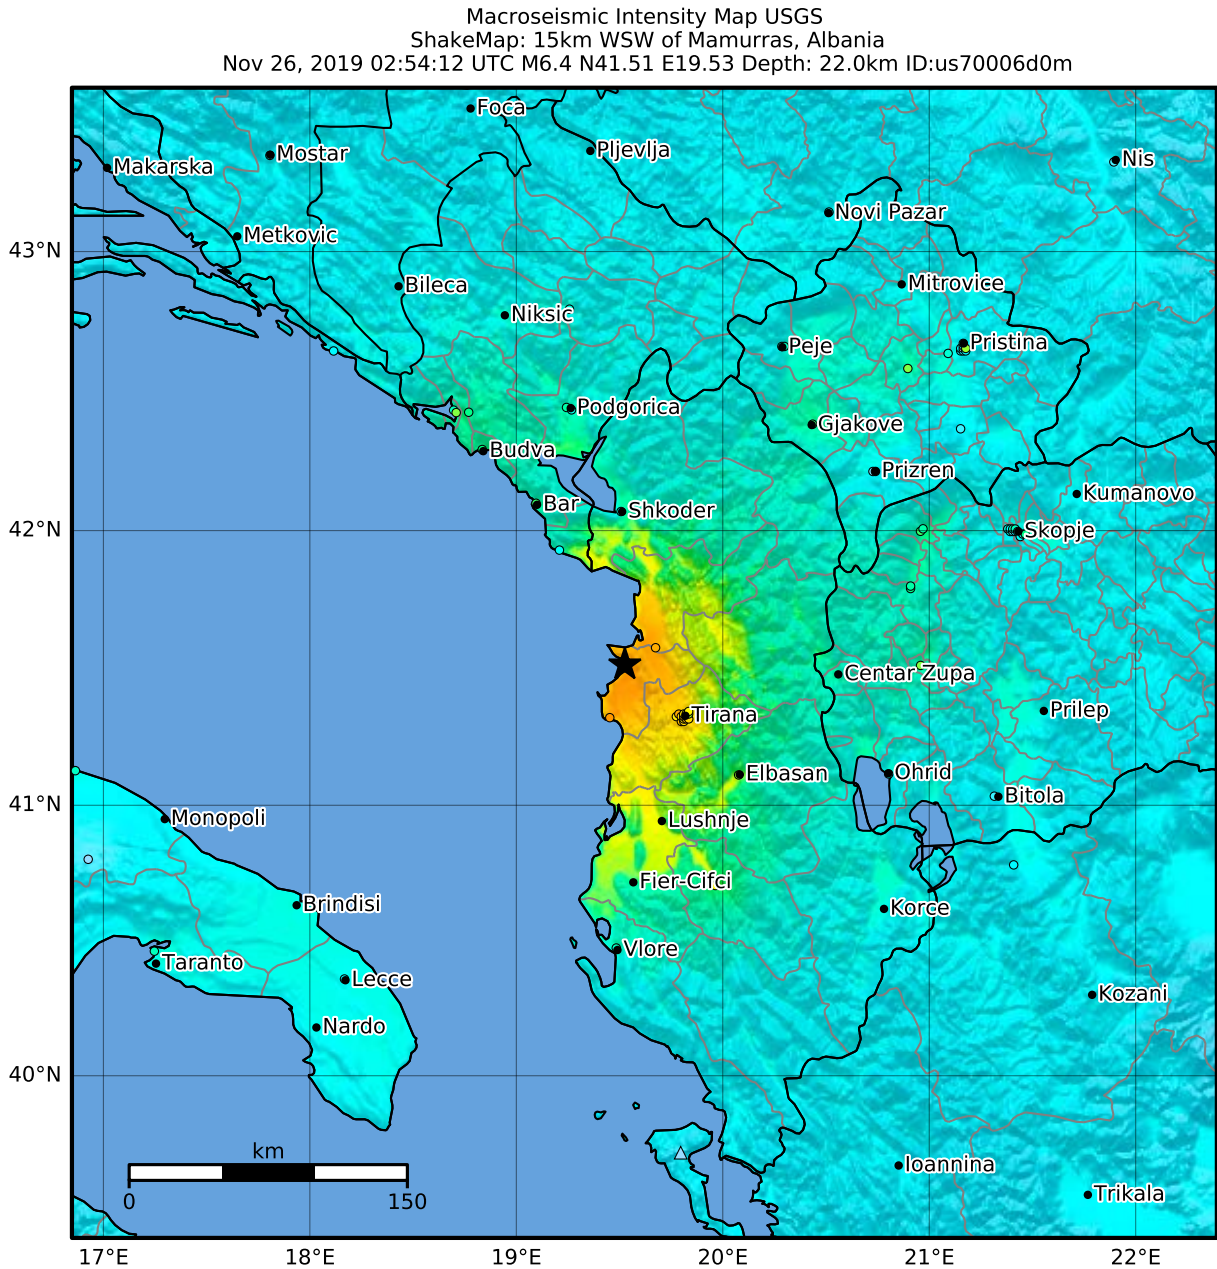 Macroseismic Intensity Map USGS
ShakeMap: 15km WSW of Mamurras, Albania
Nov 26, 2019 02:54:12 UTC M6.4 N41.51 E19.53 Depth: 22.0km ID:us70006d0m
Foca
Pljevlja
Mostar
Nis
Makarska
Novi Pazar
Metkovic
43°N
Bileca
Mitrovice
Niksic
Pristina
Peje
Podgorica
Gjakove
Budva
Prizren
Kumanovo
Bar
Shkoder
42°N
Skopje
Centar Zupa
Prilep
Tirana
Elbasan
Ohrid
Bitola
41°N
Monopoli
Lushnje
Fier-Cifci
Brindisi
Korce
Vlore
Taranto
Lecce
Kozani
Nardo
40°N
km
Ioannina
0
150
Trikala
17°E
18°E
19°E
20°E
21°E
22°E